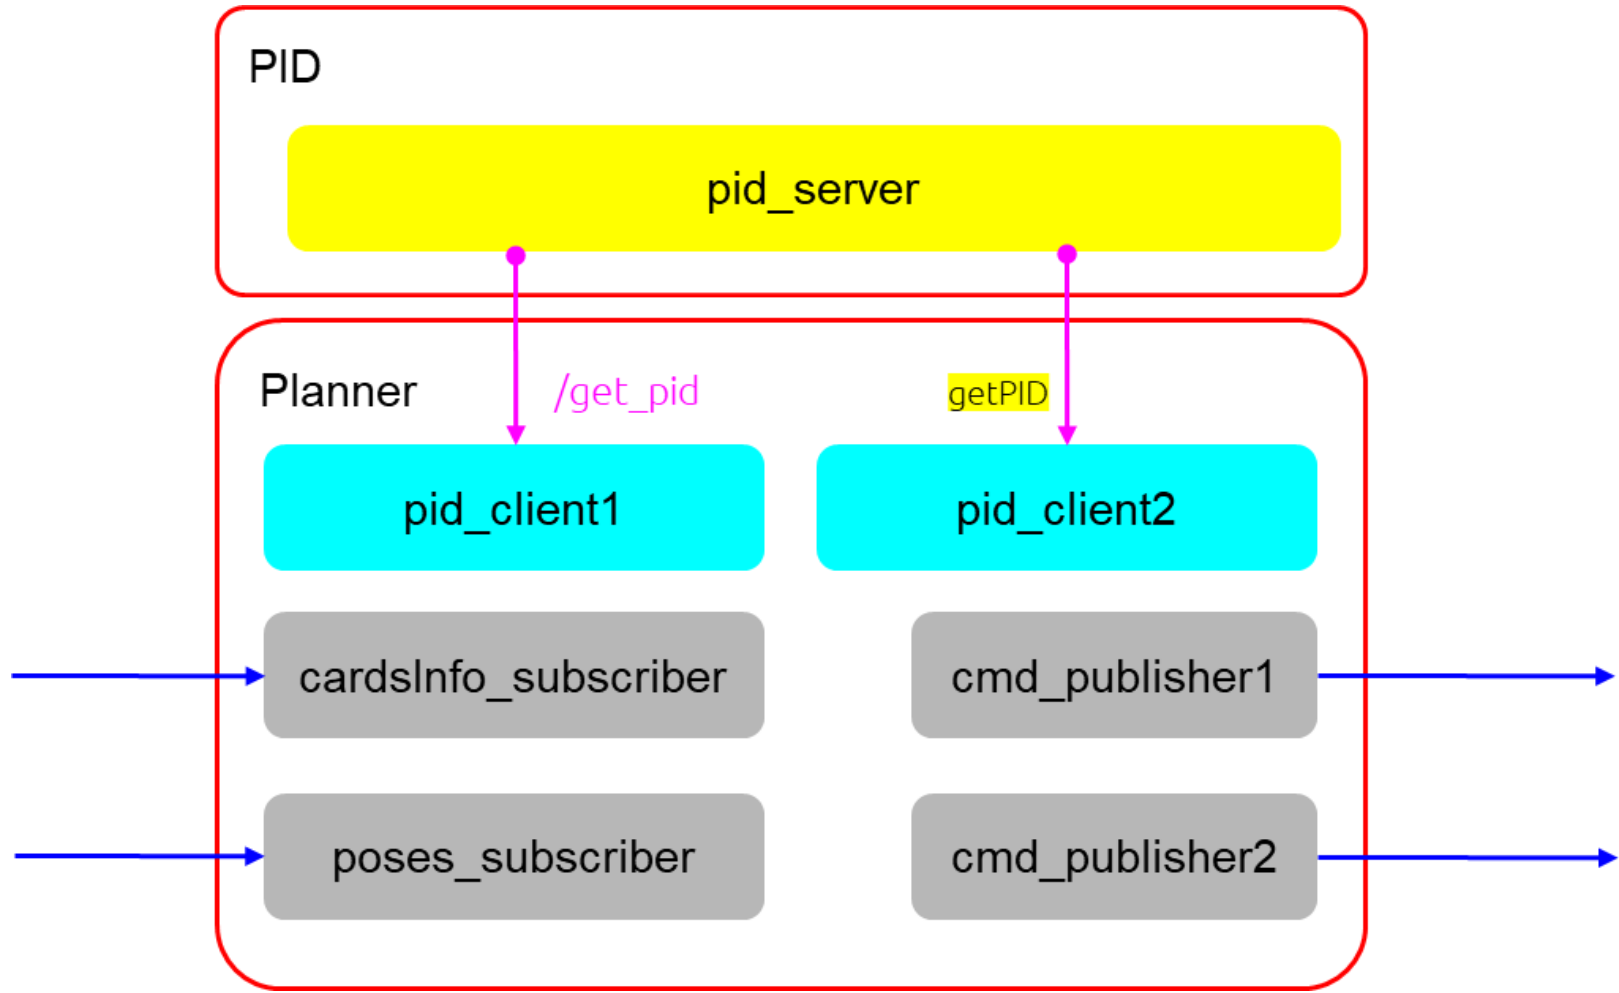 PID
pid_server
Planner
/get_pid
getPID
pid_client1
pid_client2
cardsInfo_subscriber
cmd_publisher1
poses_subscriber
cmd_publisher2